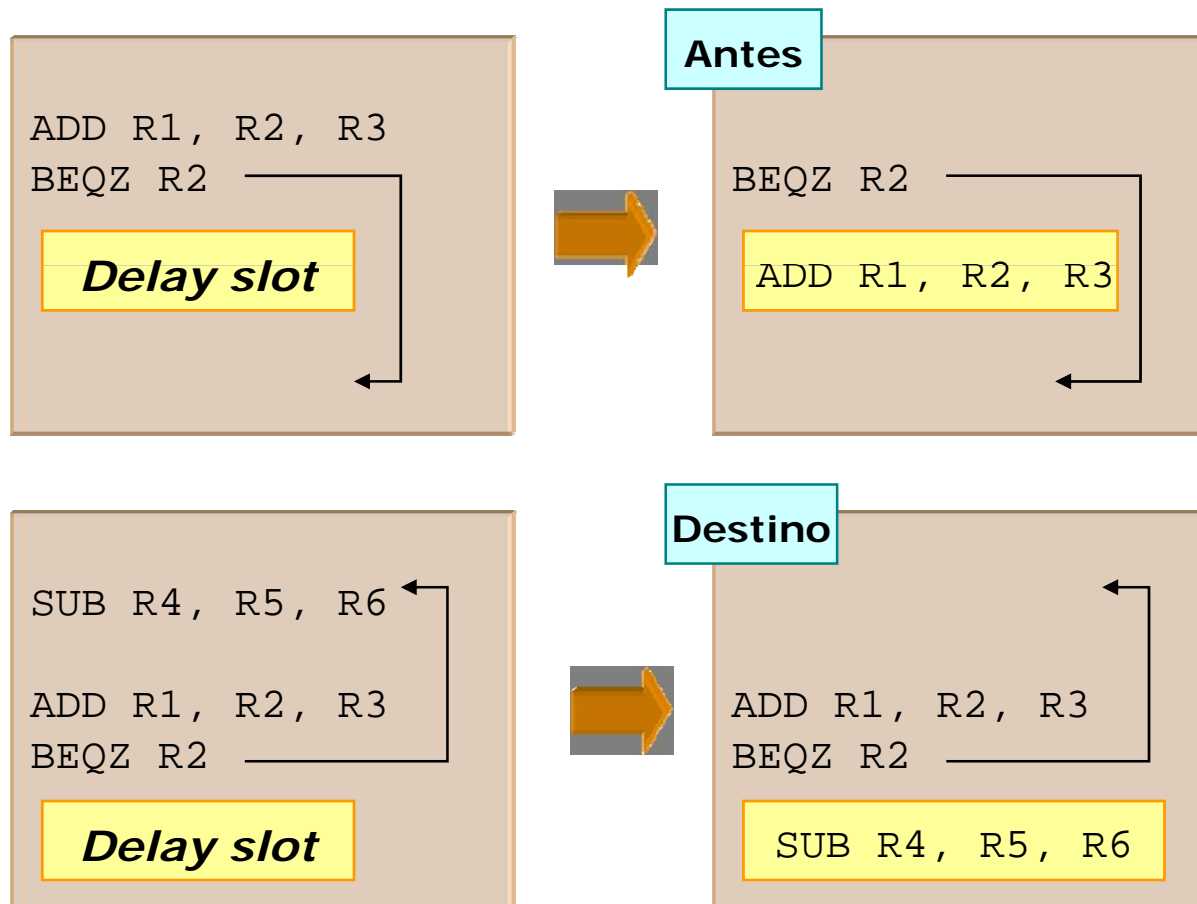 ADD R1, R2, R3
BEQZ R2
Delay slot
Antes
BEQZ R2
ADD R1, R2, R3
SUB R4, R5, R6
ADD R1, R2, R3
BEQZ R2
Delay slot
Destino
ADD R1, R2, R3
BEQZ R2
SUB R4, R5, R6